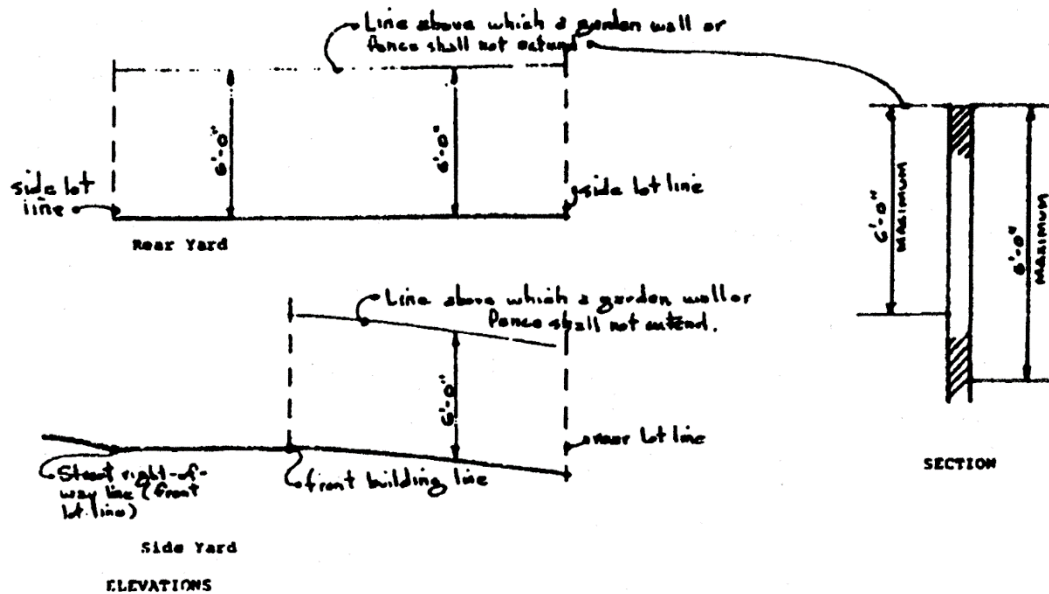 Line above which a garden wall or
fence shall not extend
6'-0"
6'-0"
side lot
line
side lot line
Rear Yard
Line above which a garden wall or
fence shall not extend.
6'-0"
rear lot line
Street right-of-
way line (front
lot line)
front building line
Side Yard
ELEVATIONS
6'-0"
MAXIMUM
6'-0"
MAXIMUM
SECTION